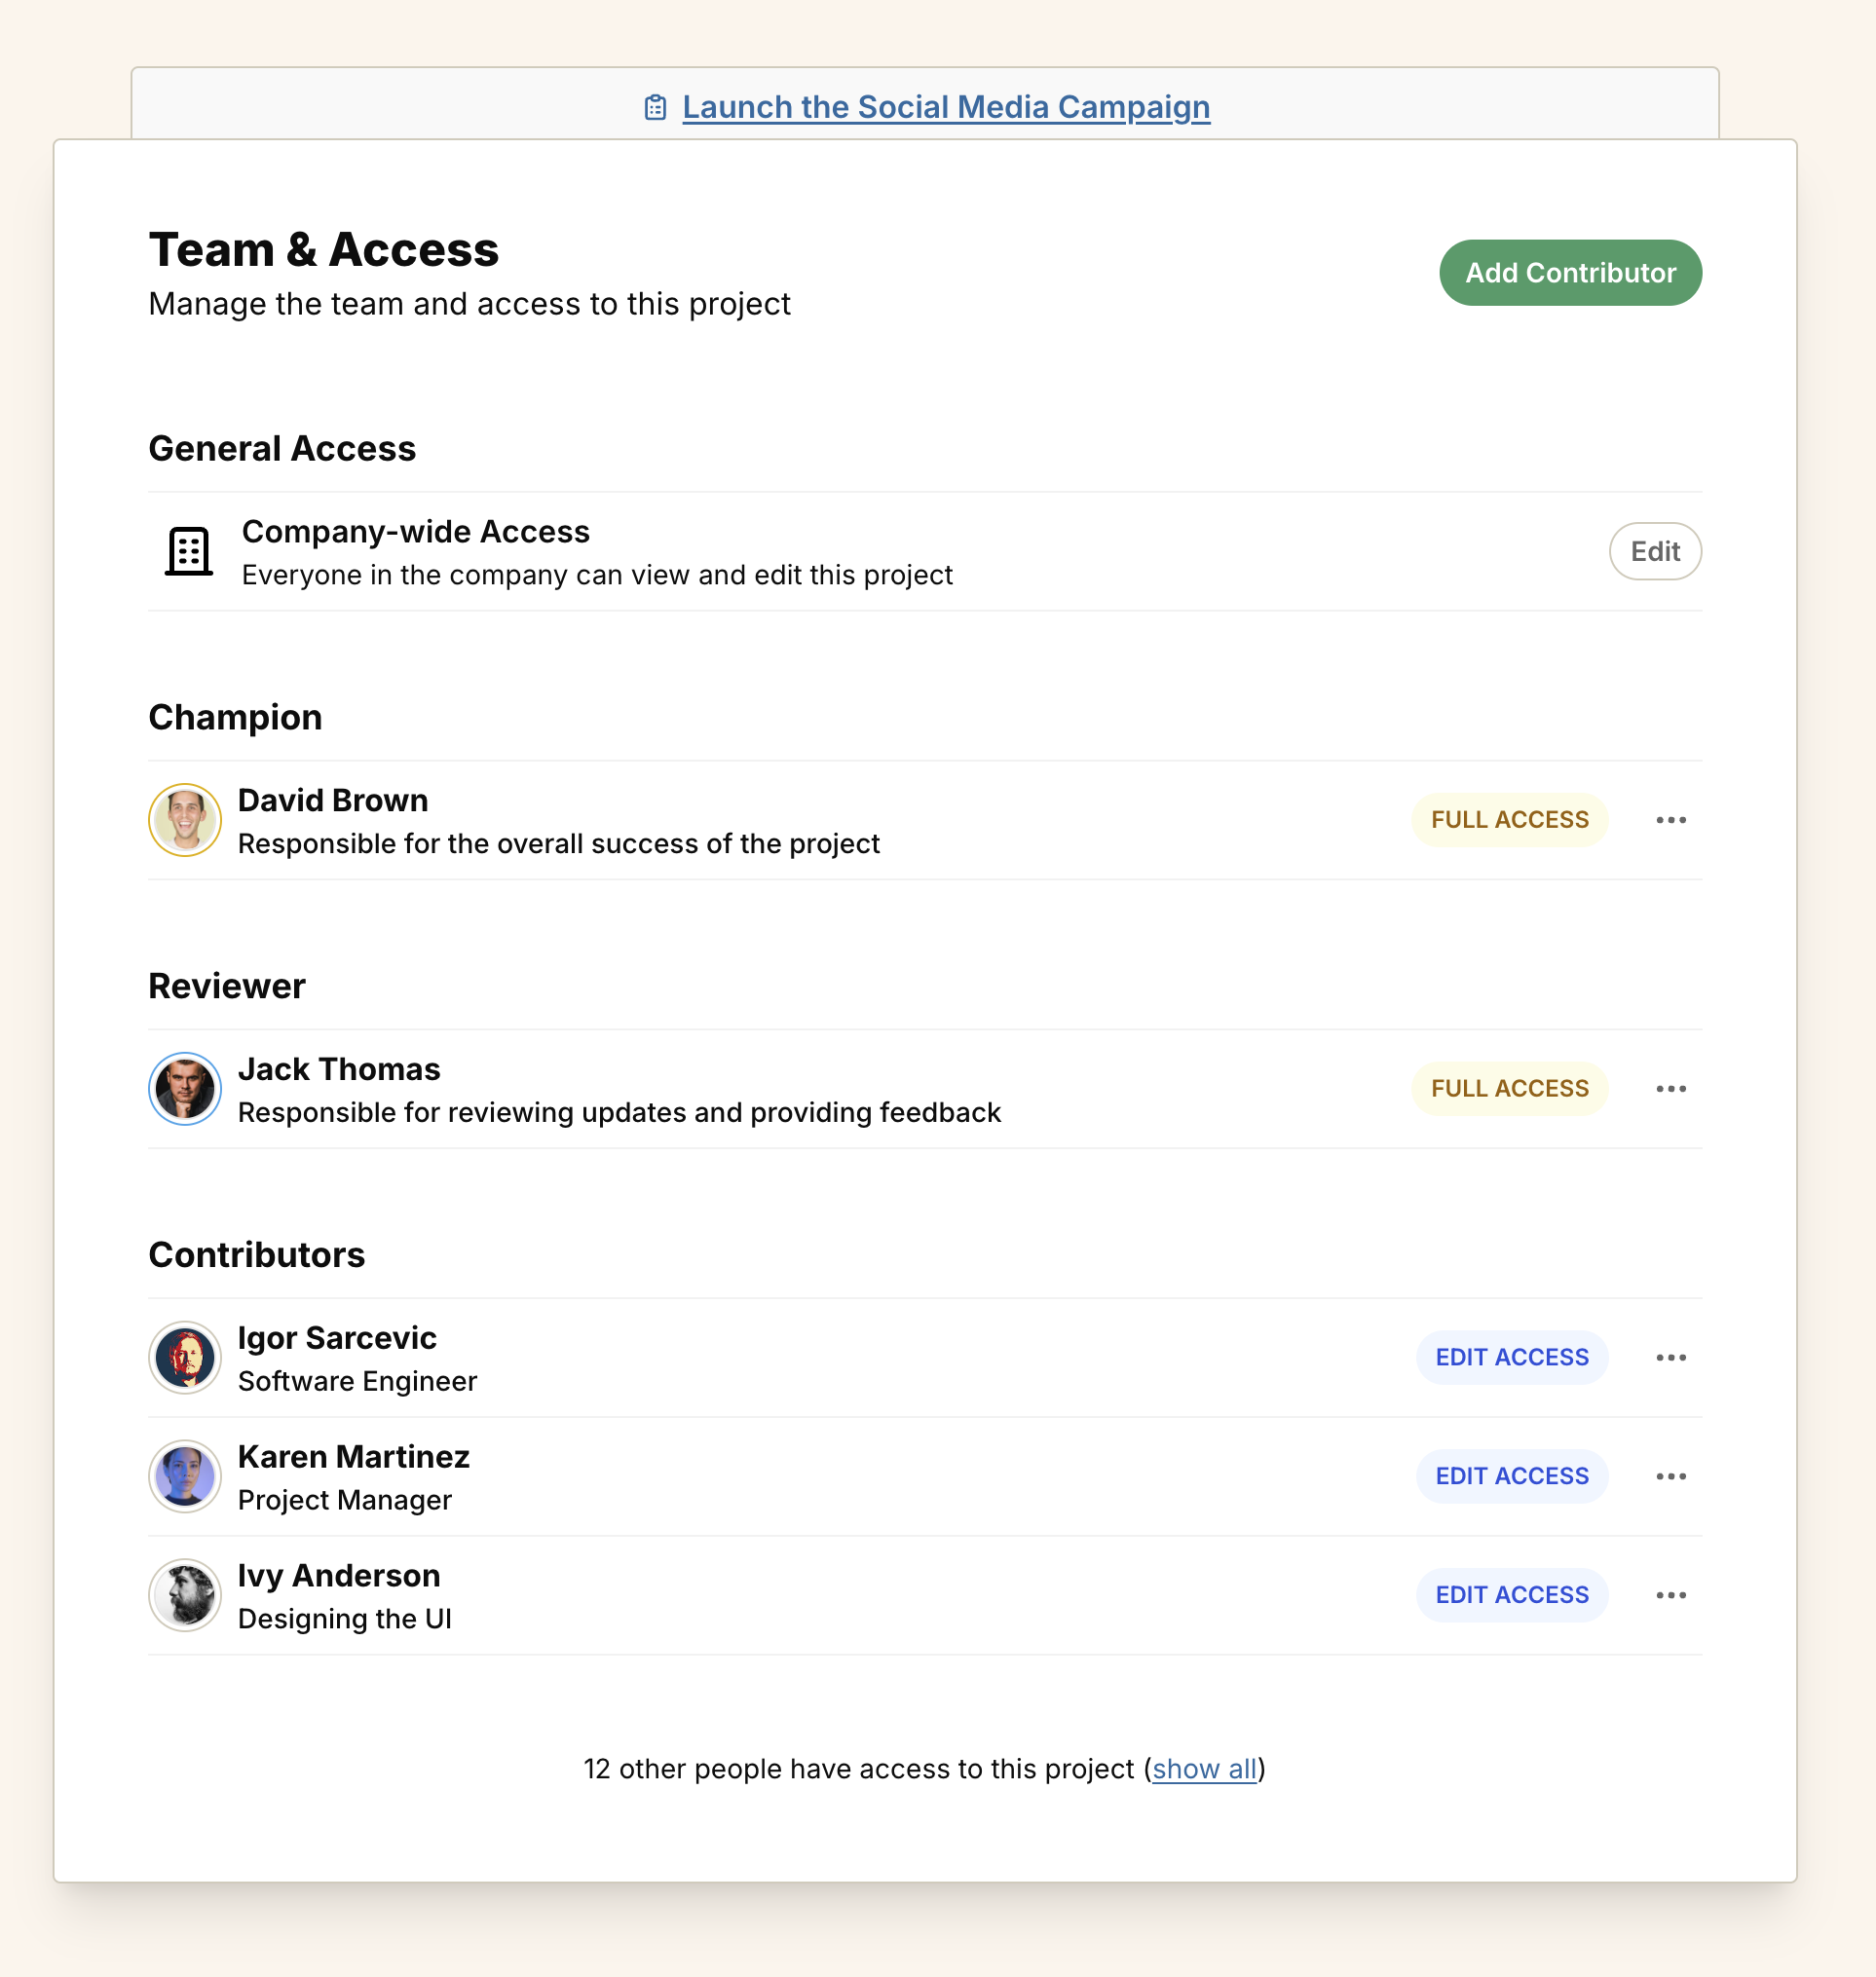 Launch the Social Media Campaign
Team & Access
Manage the team and access to this project
Add Contributor
General Access
Company-wide Access
Everyone in the company can view and edit this project
Edit
Champion
David Brown
Responsible for the overall success of the project
FULL ACCESS
Reviewer
Jack Thomas
Responsible for reviewing updates and providing feedback
FULL ACCESS
Contributors
Igor Sarcevic
Software Engineer
EDIT ACCESS
Karen Martinez
Project Manager
EDIT ACCESS
Ivy Anderson
Designing the UI
EDIT ACCESS
12 other people have access to this project (show all)